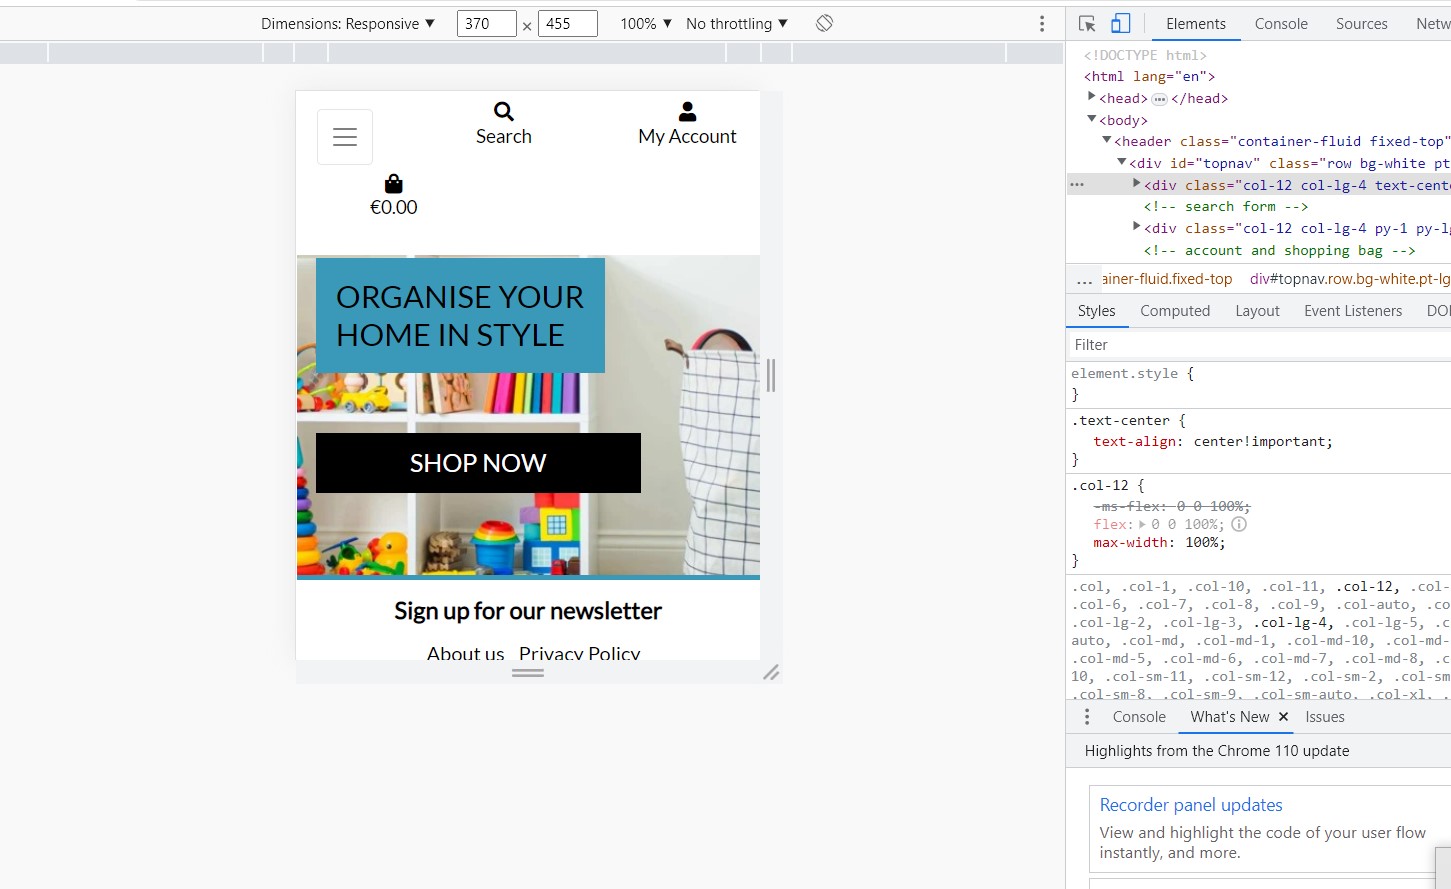 Dimensions: Responsive ▼ 370 × 455 100% ▼ No throttling ▼
Search
My Account
€0.00
ORGANISE YOUR
HOME IN STYLE
SHOP NOW
Sign up for our newsletter
About us Privacy Policy
Elements Console Sources Netw
<!DOCTYPE html>
<html lang="en">
<head> ••• </head>
<body>
<header class="container-fluid fixed-top"
<div id="topnav" class="row bg-white pt
••• <div class="col-12 col-lg-4 text-cent
<!-- search form -->
<div class="col-12 col-lg-4 py-1 py-lg
<!-- account and shopping bag -->
... ainer-fluid.fixed-top div#topnav.row.bg-white.pt-lg
Styles Computed Layout Event Listeners DO
Filter
element.style {
}
.text-center {
text-align: center!important;
}
.col-12 {
-ms-flex: 0 0 100%;
flex: 0 0 100%;
max-width: 100%;
}
.col, .col-1, .col-10, .col-11, .col-12, .col-
.col-6, .col-7, .col-8, .col-9, .col-auto, .co
.col-lg-2, .col-lg-3, .col-lg-4, .col-lg-5, .c
auto, .col-md, .col-md-1, .col-md-10, .col-md-
.col-md-5, .col-md-6, .col-md-7, .col-md-8, .c
10, .col-sm-11, .col-sm-12, .col-sm-2, .col-sm
.col-sm-8, .col-sm-9, .col-sm-auto, .col-xl, .
Console What's New × Issues
Highlights from the Chrome 110 update
Recorder panel updates
View and highlight the code of your user flow
instantly, and more.